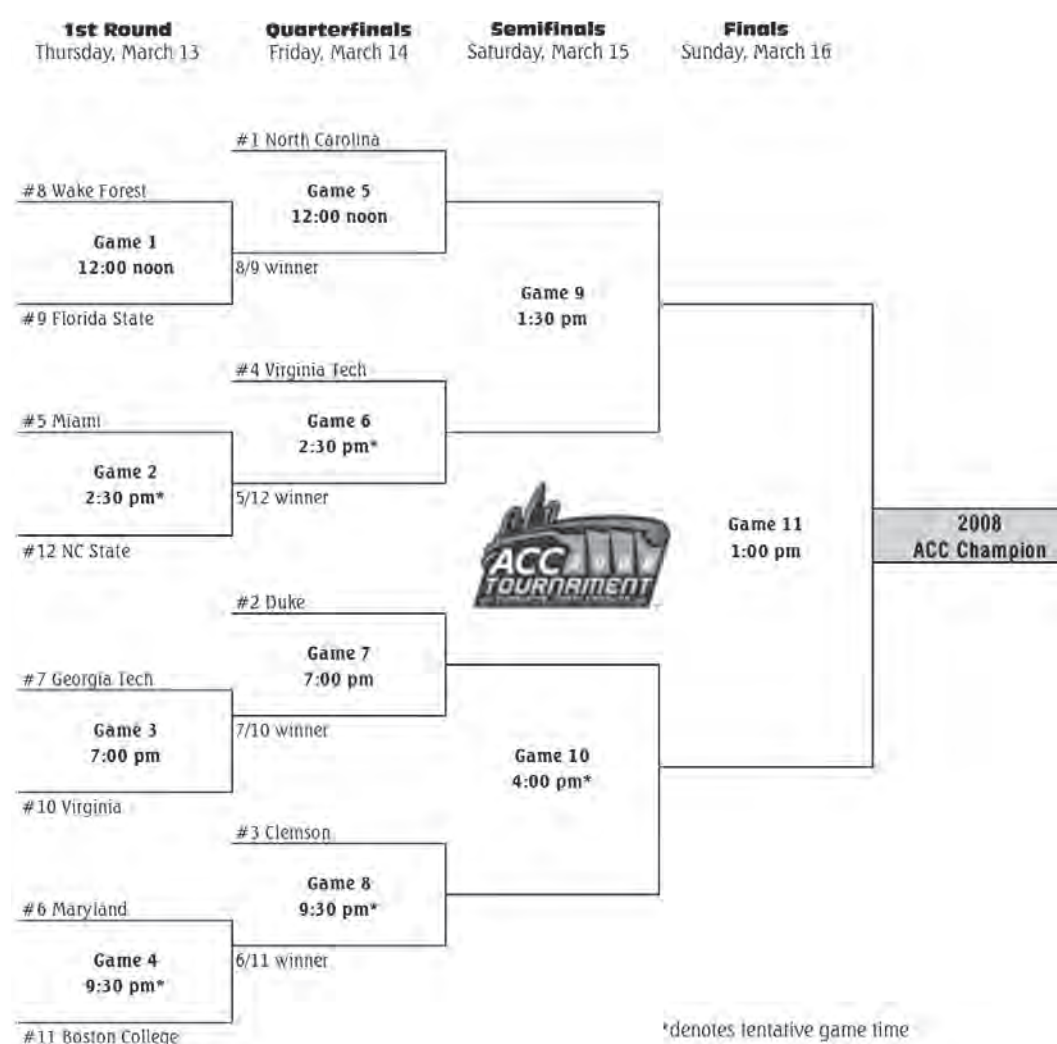 1st Round
Thursday, March 13
Quarterfinals
Friday, March 14
Semifinals
Saturday, March 15
Finals
Sunday, March 16
#8 Wake Forest
Game 1
12:00 noon
#9 Florida State
#5 Miami
Game 2
2:30 pm*
#12 NC State
#7 Georgia Tech
Game 3
7:00 pm
#10 Virginia
#6 Maryland
Game 4
9:30 pm*
#11 Boston College
#1 North Carolina
Game 5
12:00 noon
8/9 winner
#4 Virginia Tech
Game 6
2:30 pm*
5/12 winner
#2 Duke
Game 7
7:00 pm
7/10 winner
#3 Clemson
Game 8
9:30 pm*
6/11 winner
Game 9
1:30 pm
ACC 2008
TOURNAMENT
Game 10
4:00 pm*
Game 11
1:00 pm
2008
ACC Champion
*denotes tentative game time